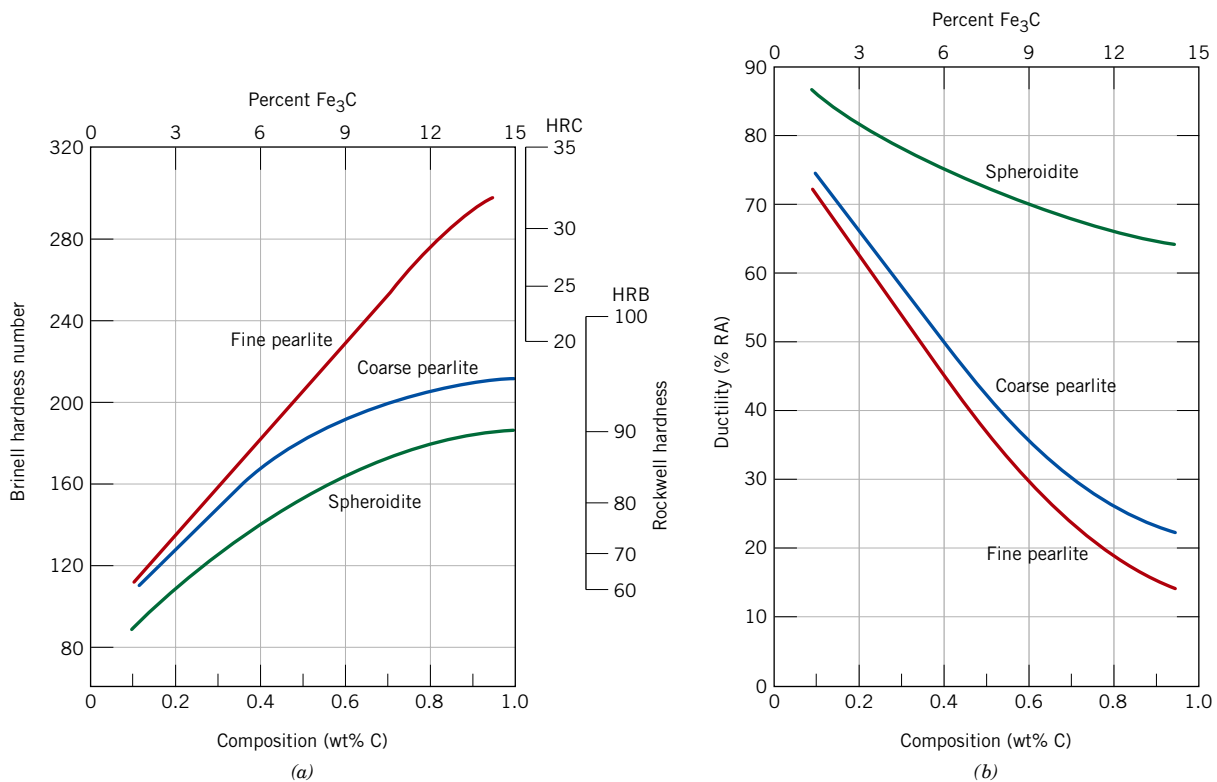 Percent Fe3C
0 3 6 9 12 15
HRC
320 35
280 30
25
HRB
240 100
20
Fine pearlite
Coarse pearlite
200
90
160
Spheroidite
80
120 70
60
80
Brinell hardness number
Rockwell hardness
0 0.2 0.4 0.6 0.8 1.0
Composition (wt% C)
(a)
Percent Fe3C
0 3 6 9 12 15
90
80
Spheroidite
70
60
50
Coarse pearlite
40
30
Fine pearlite
20
10
0
Ductility (% RA)
0 0.2 0.4 0.6 0.8 1.0
Composition (wt% C)
(b)